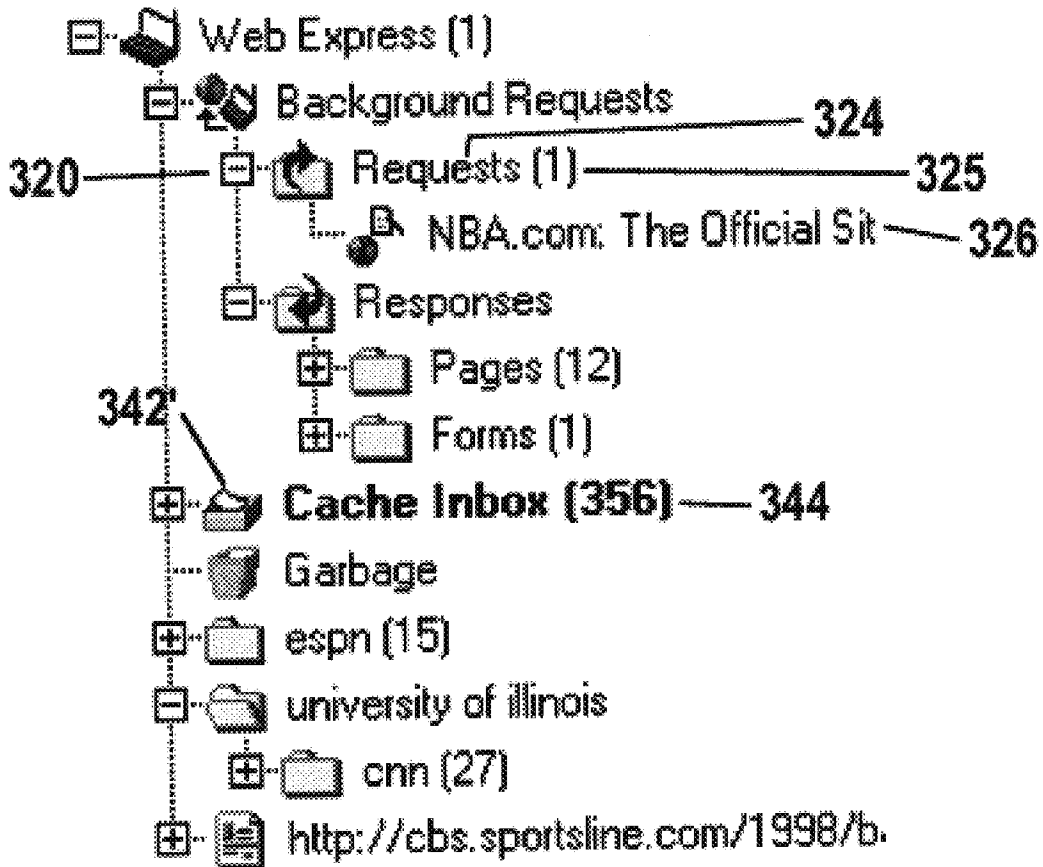 Web Express (1)
Background Requests
324
320 Requests (1) 325
NBA.com: The Official Sit 326
Responses
Pages (12)
342'
Forms (1)
Cache Inbox (356) 344
Garbage
espn (15)
university of illinois
cnn (27)
http://cbs.sportsline.com/1998/b